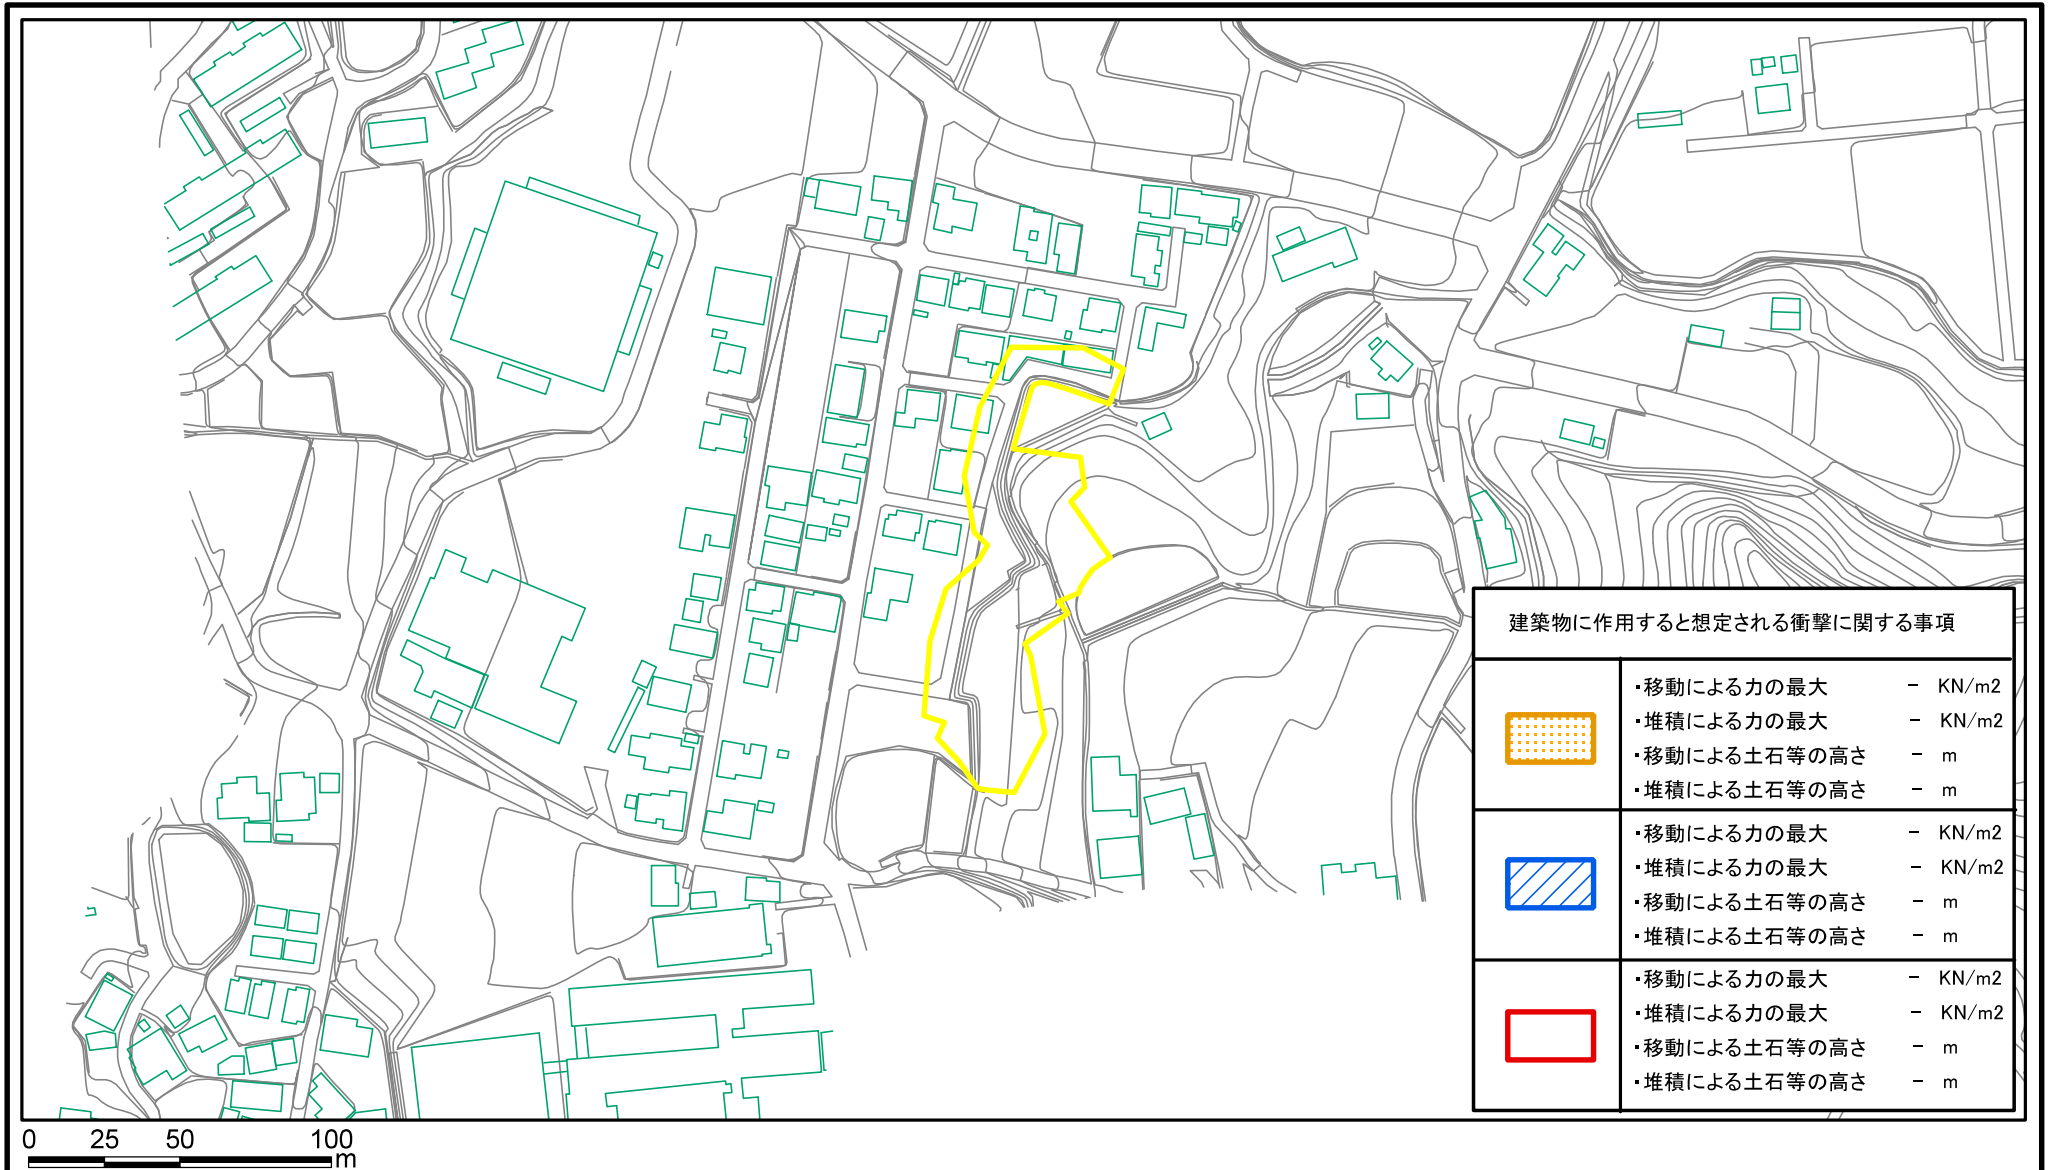 建築物に作用すると想定される衝撃に関する事項
・移動による力の最大 － KN/m2
・堆積による力の最大 － KN/m2
・移動による土石等の高さ － m
・堆積による土石等の高さ － m
・移動による力の最大 － KN/m2
・堆積による力の最大 － KN/m2
・移動による土石等の高さ － m
・堆積による土石等の高さ － m
・移動による力の最大 － KN/m2
・堆積による力の最大 － KN/m2
・移動による土石等の高さ － m
・堆積による土石等の高さ － m
0 25 50 100
m